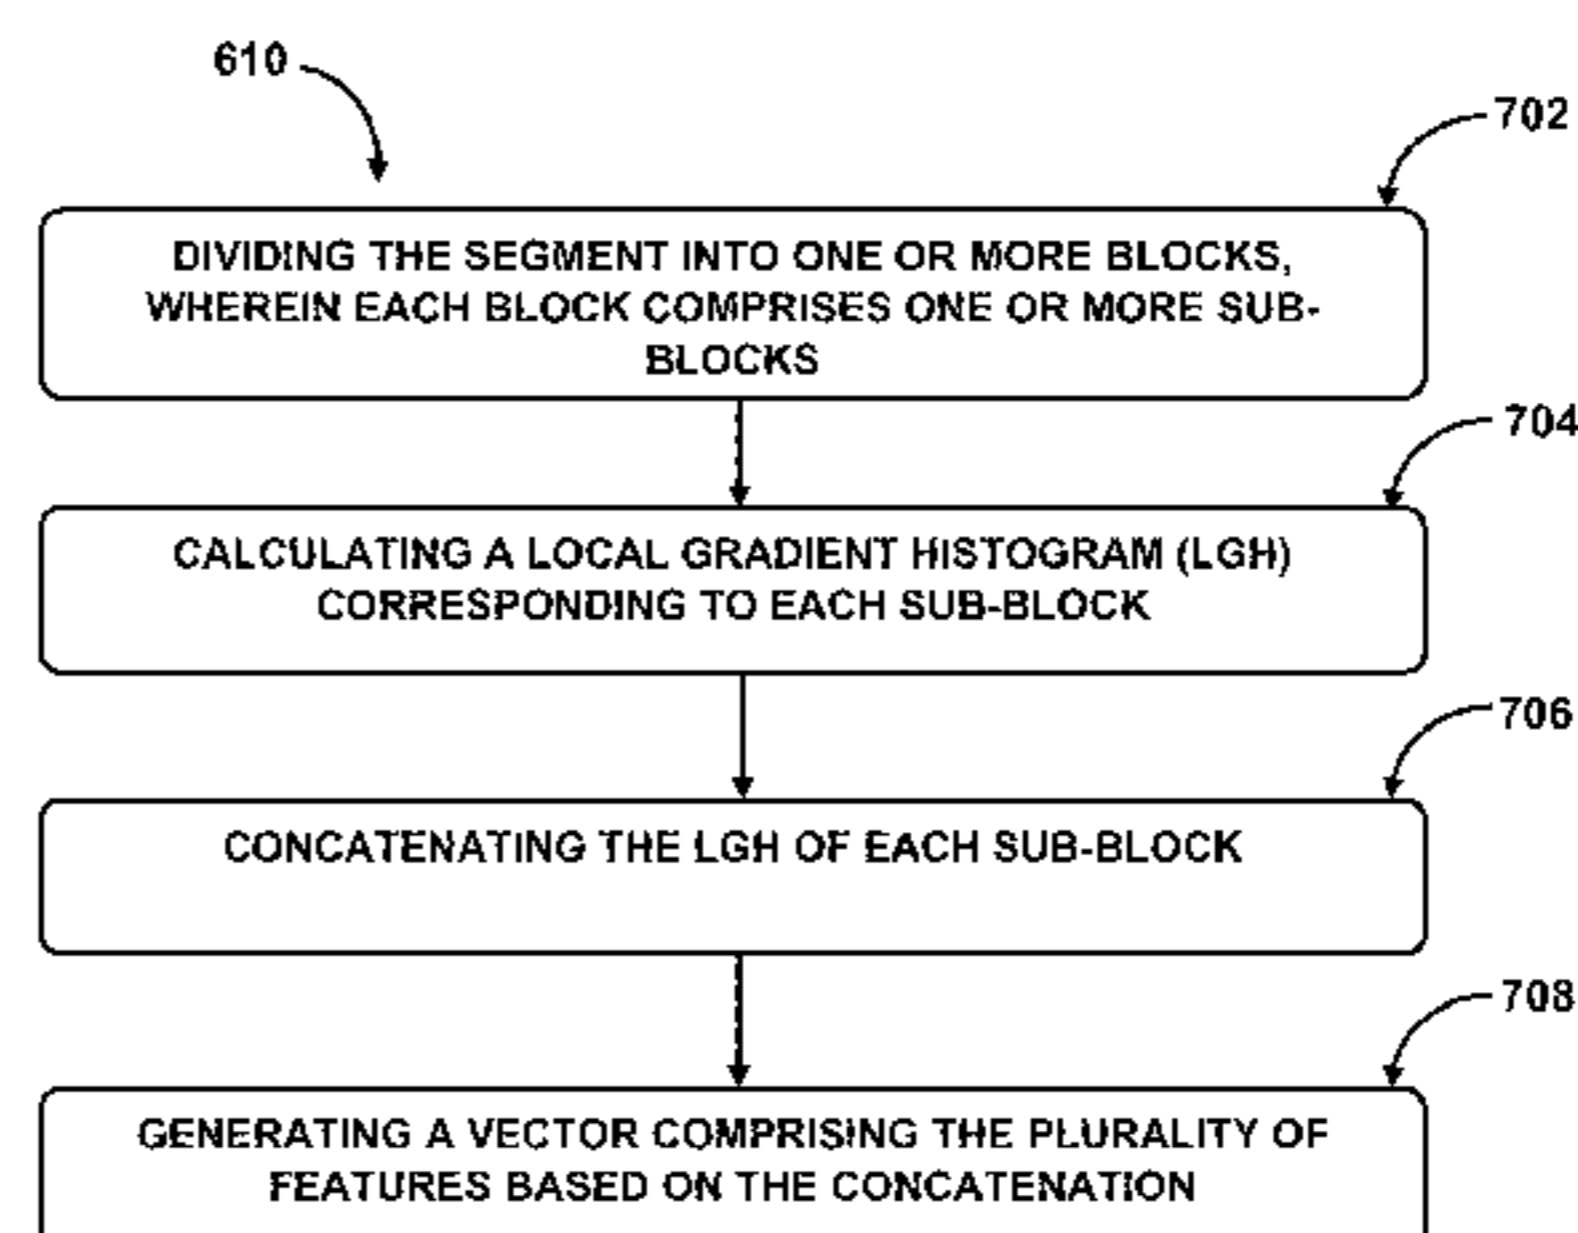 610
702
DIVIDING THE SEGMENT INTO ONE OR MORE BLOCKS,
WHEREIN EACH BLOCK COMPRISES ONE OR MORE SUB-
BLOCKS
704
CALCULATING A LOCAL GRADIENT HISTOGRAM (LGH)
CORRESPONDING TO EACH SUB-BLOCK
706
CONCATENATING THE LGH OF EACH SUB-BLOCK
708
GENERATING A VECTOR COMPRISING THE PLURALITY OF
FEATURES BASED ON THE CONCATENATION